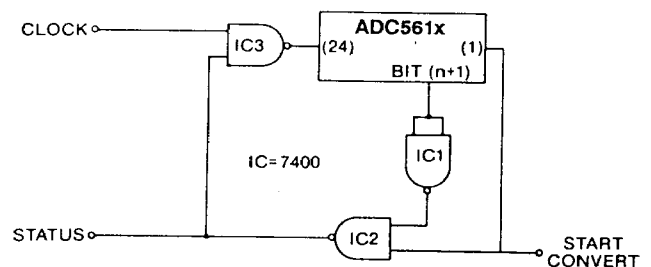 CLOCK
IC3
ADC561x
(24)
(1)
BIT (n+1)
IC1
IC=7400
STATUS
IC2
START
CONVERT